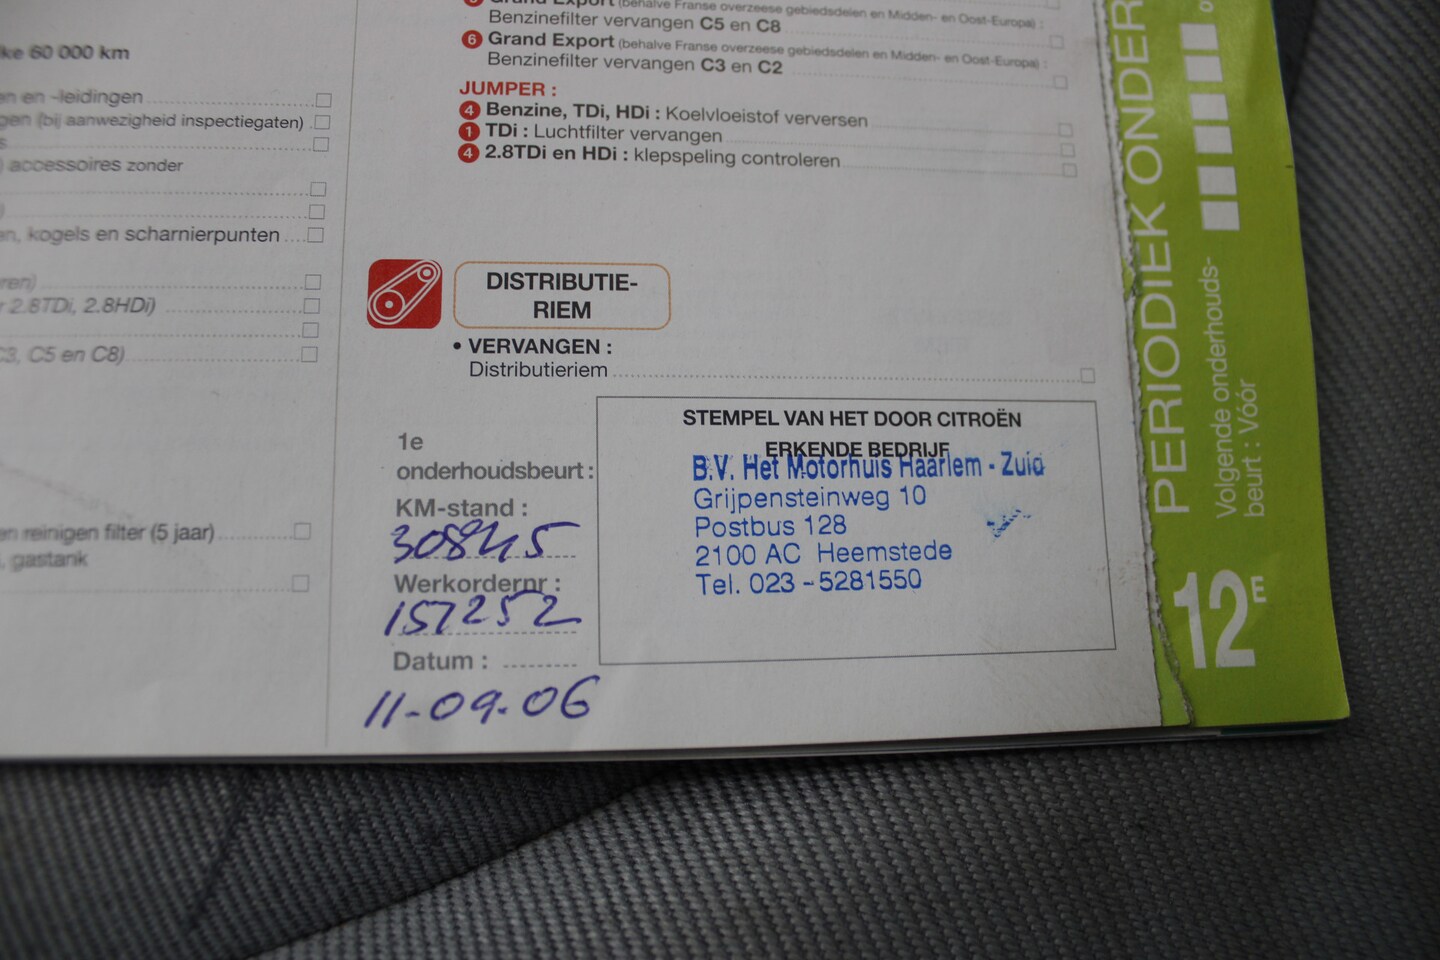 ke 60 000 km
en en -leidingen
gen (bij aanwezigheid inspectiegaten)
accessoires zonder
en, kogels en scharnierpunten
ren)
2.8TDi, 2.8HDi)
C3, C5 en C8)
en reinigen filter (5 jaar)
, gastank
Grand Export (behalve Franse overzeese gebiedsdelen en Midden- en Oost-Europa) :
Benzinefilter vervangen C5 en C8
6 Grand Export (behalve Franse overzeese gebiedsdelen en Midden- en Oost-Europa) :
Benzinefilter vervangen C3 en C2
JUMPER :
4 Benzine, TDi, HDi : Koelvloeistof verversen
1 TDi : Luchtfilter vervangen
4 2.8TDi en HDi : klepspeling controleren
DISTRIBUTIE-
RIEM
• VERVANGEN :
Distributieriem
1e
onderhoudsbeurt :
KM-stand :
308445
Werkordernr :
157252
Datum :
11-09-06
STEMPEL VAN HET DOOR CITROËN
ERKENDE BEDRIJF
B.V. Het Motorhuis Haarlem - Zuid
Grijpensteinweg 10
Postbus 128
2100 AC Heemstede
Tel. 023 - 5281550
PERIODIEK ONDER
Volgende onderhouds-
beurt : Vóór
12E